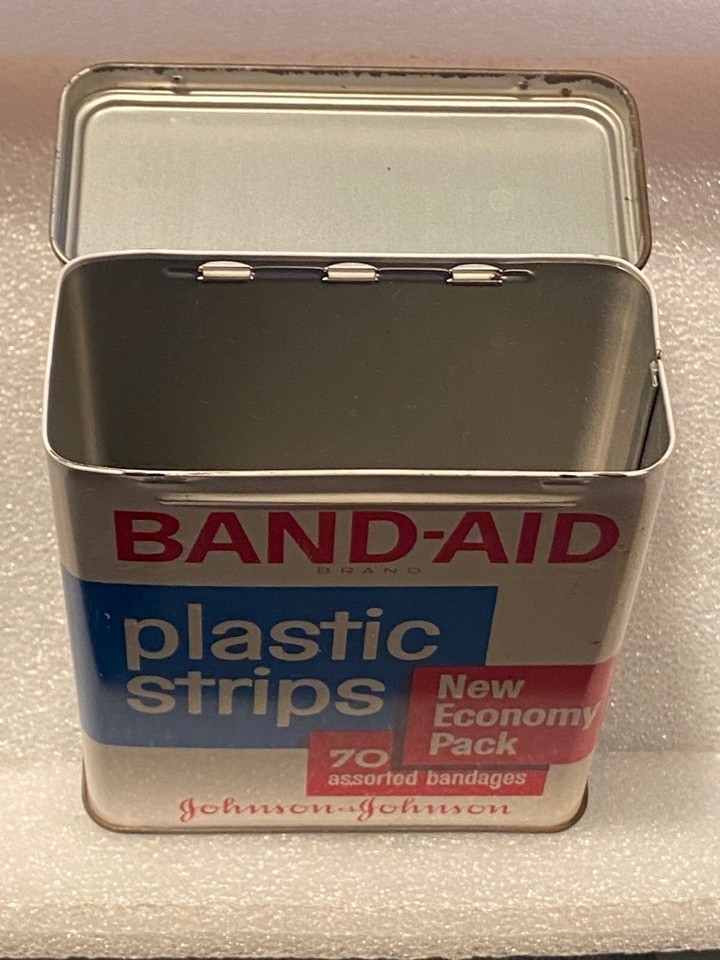 BAND-AID
BRAND
plastic
strips
New
Economy
Pack
70
assorted bandages
Johnson & Johnson